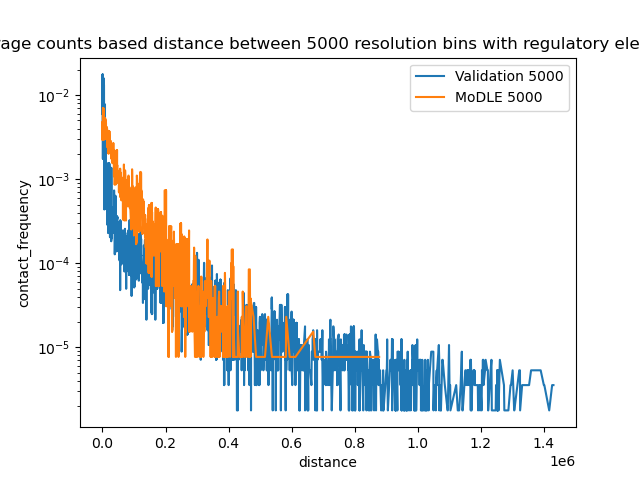 counts based distance between 5000 resolution bins with regulatory
Validation 5000
MoDLE 5000
contact_frequency
10⁻²
10⁻³
10⁻⁴
10⁻⁵
0.0 0.2 0.4 0.6 0.8 1.0 1.2 1.4
1e6
distance